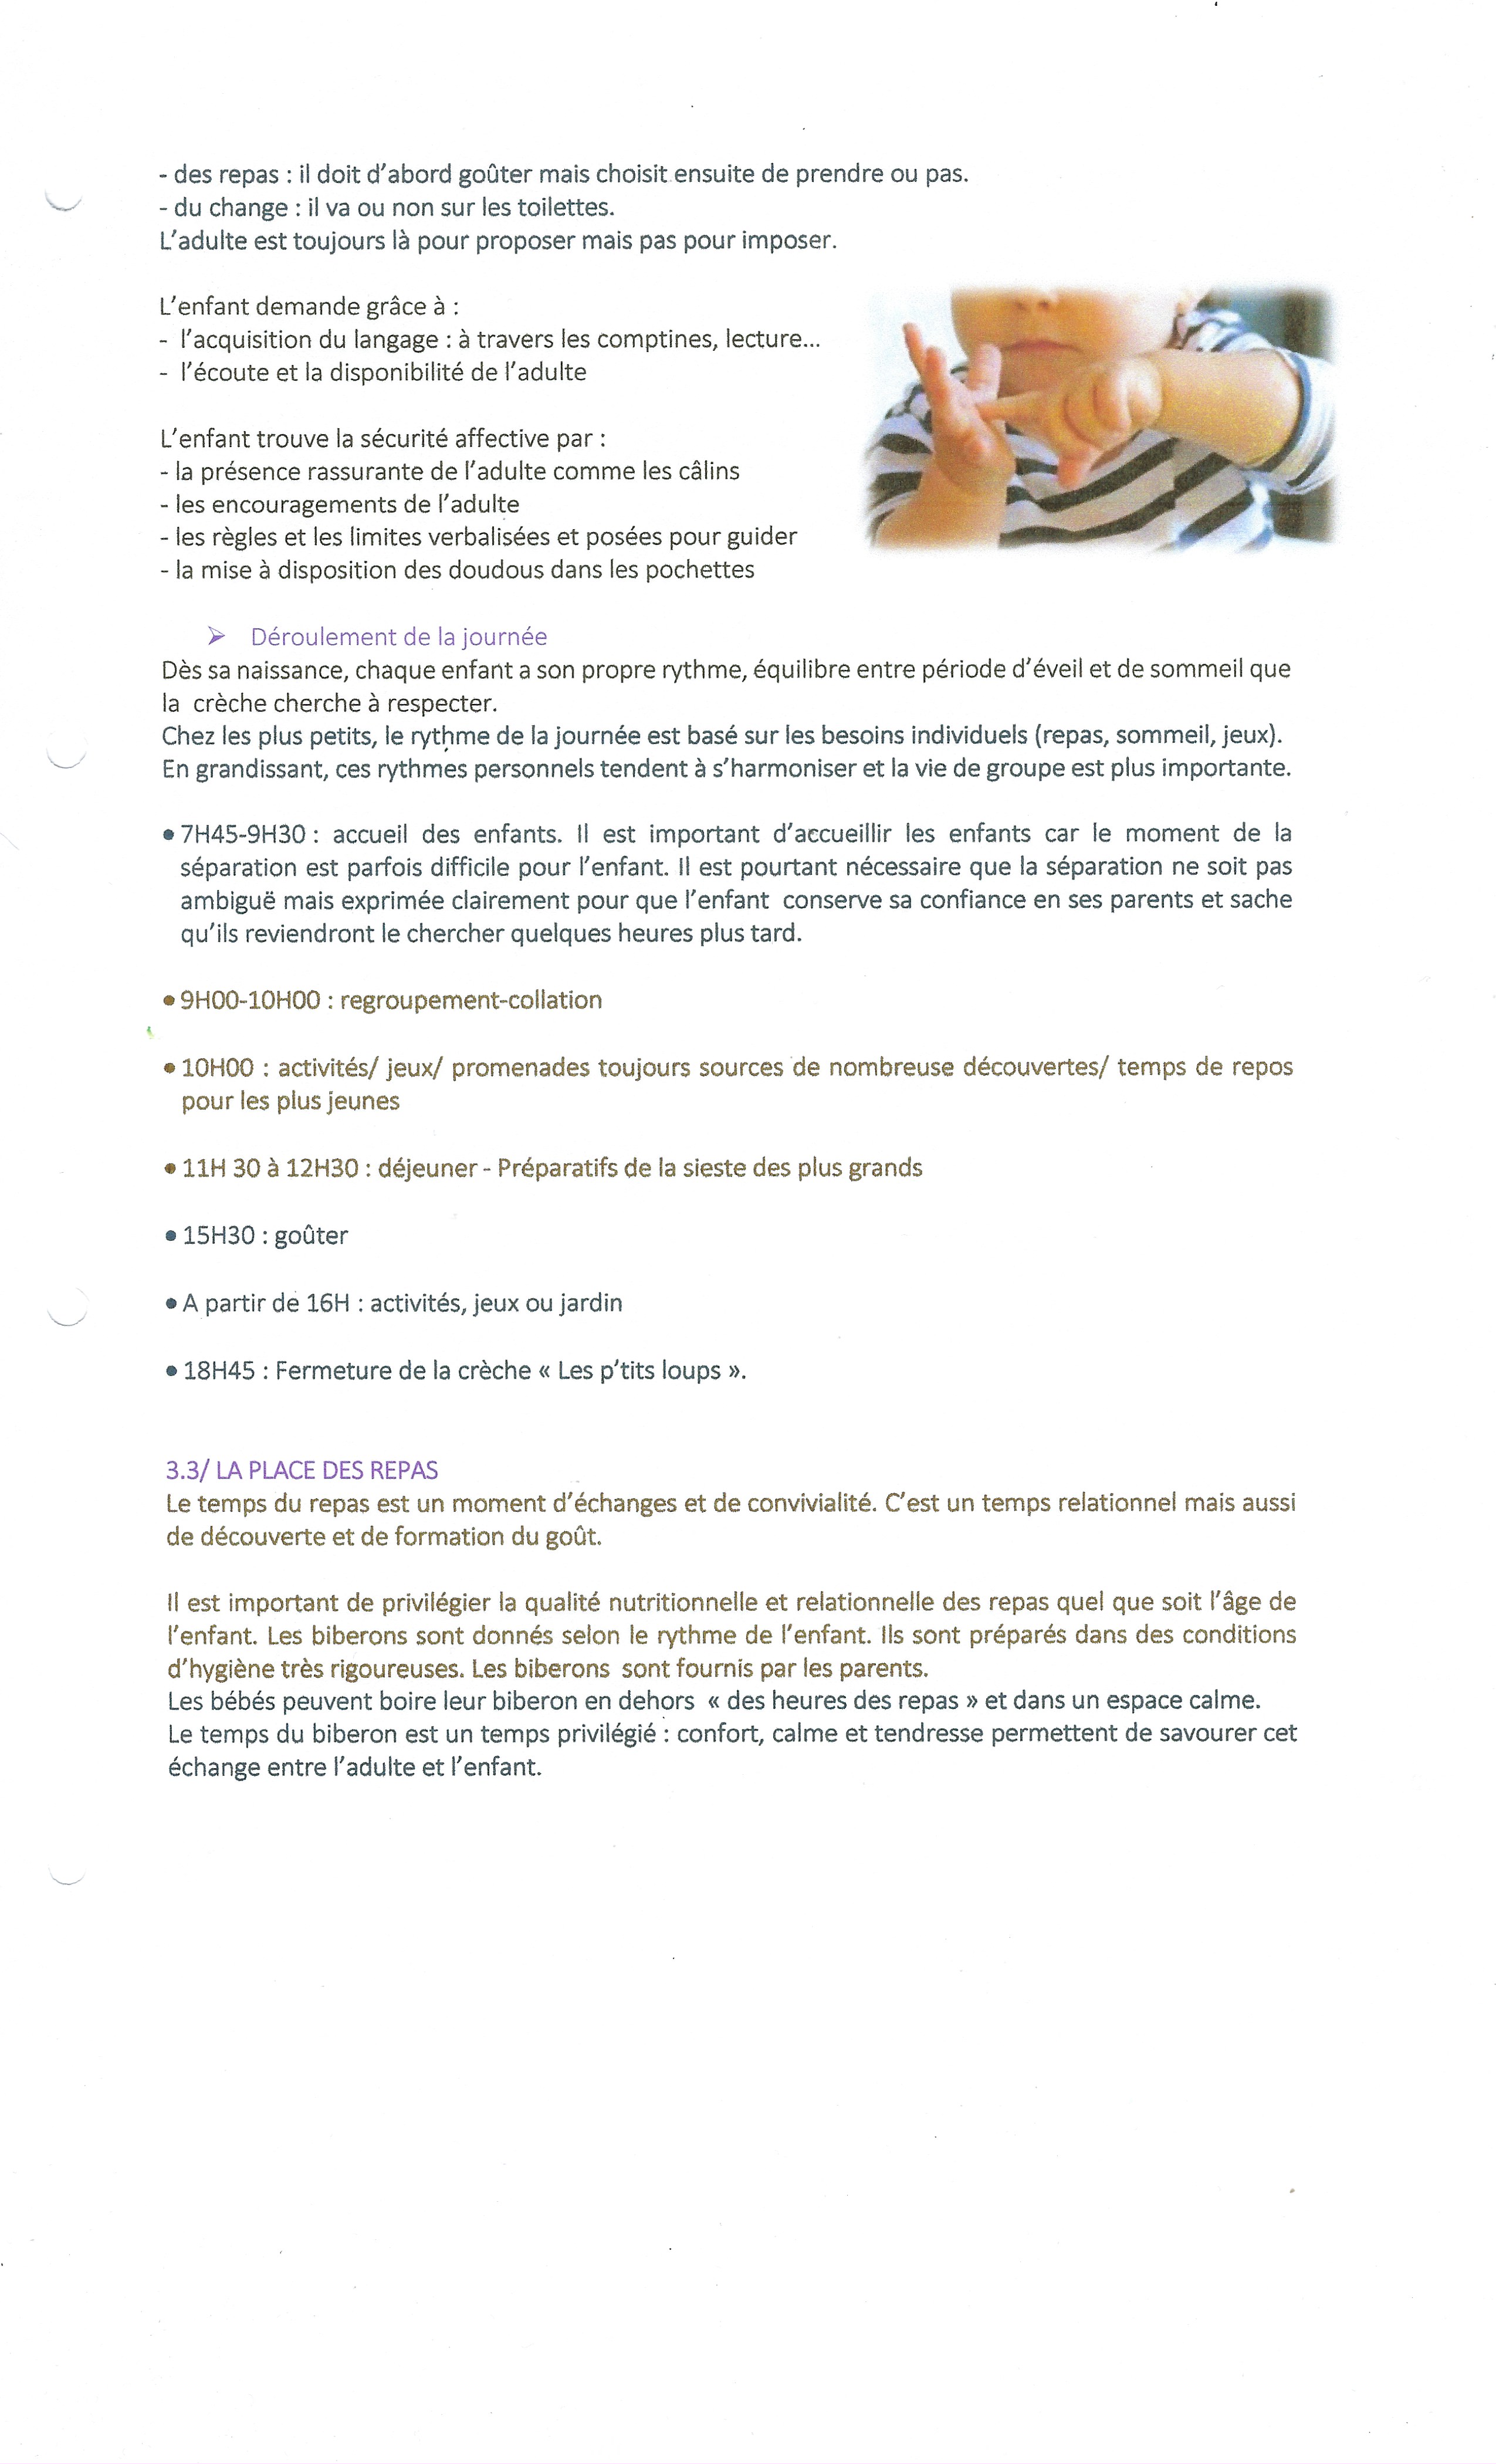 - des repas : il doit d'abord goûter mais choisit ensuite de prendre ou pas.
- du change : il va ou non sur les toilettes.
L'adulte est toujours là pour proposer mais pas pour imposer.
L'enfant demande grâce à :
- l'acquisition du langage : à travers les comptines, lecture...
- l'écoute et la disponibilité de l'adulte
L'enfant trouve la sécurité affective par :
- la présence rassurante de l'adulte comme les câlins
- les encouragements de l'adulte
- les règles et les limites verbalisées et posées pour guider
- la mise à disposition des doudous dans les pochettes
➢ Déroulement de la journée
Dès sa naissance, chaque enfant a son propre rythme, équilibre entre période d'éveil et de sommeil que
la crèche cherche à respecter.
Chez les plus petits, le rythme de la journée est basé sur les besoins individuels (repas, sommeil, jeux).
En grandissant, ces rythmes personnels tendent à s'harmoniser et la vie de groupe est plus importante.
• 7H45-9H30 : accueil des enfants. Il est important d'accueillir les enfants car le moment de la
séparation est parfois difficile pour l'enfant. Il est pourtant nécessaire que la séparation ne soit pas
ambiguë mais exprimée clairement pour que l'enfant conserve sa confiance en ses parents et sache
qu'ils reviendront le chercher quelques heures plus tard.
• 9H00-10H00 : regroupement-collation
• 10H00 : activités/ jeux/ promenades toujours sources de nombreuse découvertes/ temps de repos
pour les plus jeunes
• 11H 30 à 12H30 : déjeuner - Préparatifs de la sieste des plus grands
• 15H30 : goûter
• A partir de 16H : activités, jeux ou jardin
• 18H45 : Fermeture de la crèche « Les p'tits loups ».
3.3/ LA PLACE DES REPAS
Le temps du repas est un moment d'échanges et de convivialité. C'est un temps relationnel mais aussi
de découverte et de formation du goût.
Il est important de privilégier la qualité nutritionnelle et relationnelle des repas quel que soit l'âge de
l'enfant. Les biberons sont donnés selon le rythme de l'enfant. Ils sont préparés dans des conditions
d'hygiène très rigoureuses. Les biberons sont fournis par les parents.
Les bébés peuvent boire leur biberon en dehors « des heures des repas » et dans un espace calme.
Le temps du biberon est un temps privilégié : confort, calme et tendresse permettent de savourer cet
échange entre l'adulte et l'enfant.